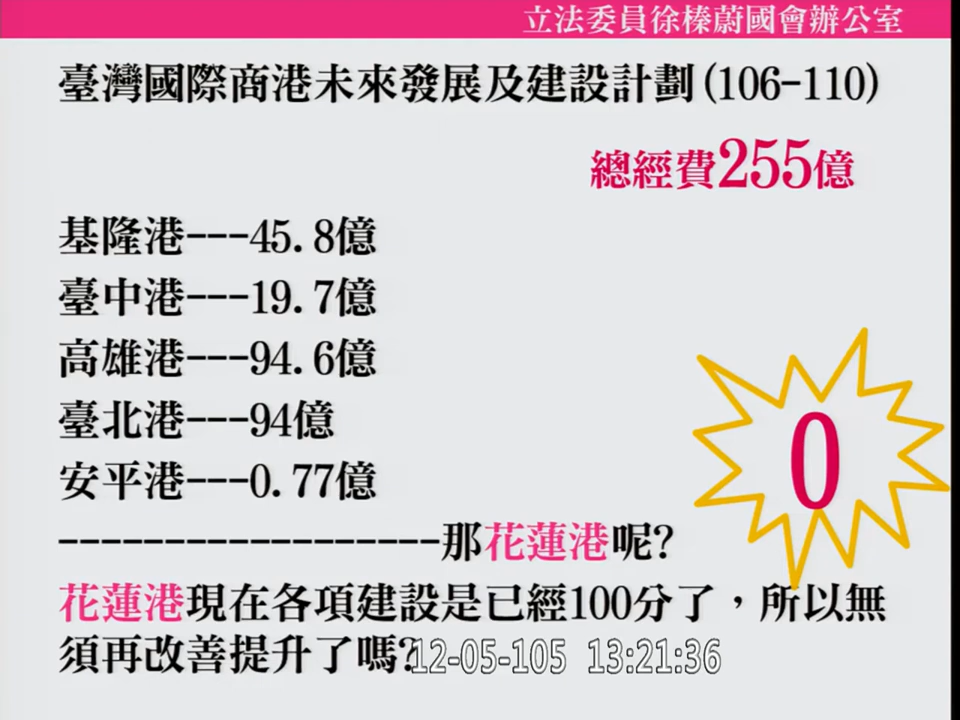 立法委員徐榛蔚國會辦公室
臺灣國際商港未來發展及建設計劃(106-110)
總經費255億
基隆港---45.8億
臺中港---19.7億
高雄港---94.6億
臺北港---94億
安平港---0.77億
0
------------------那花蓮港呢?
花蓮港現在各項建設是已經100分了，所以無
須再改善提升了嗎?
12-05-105 13:21:36